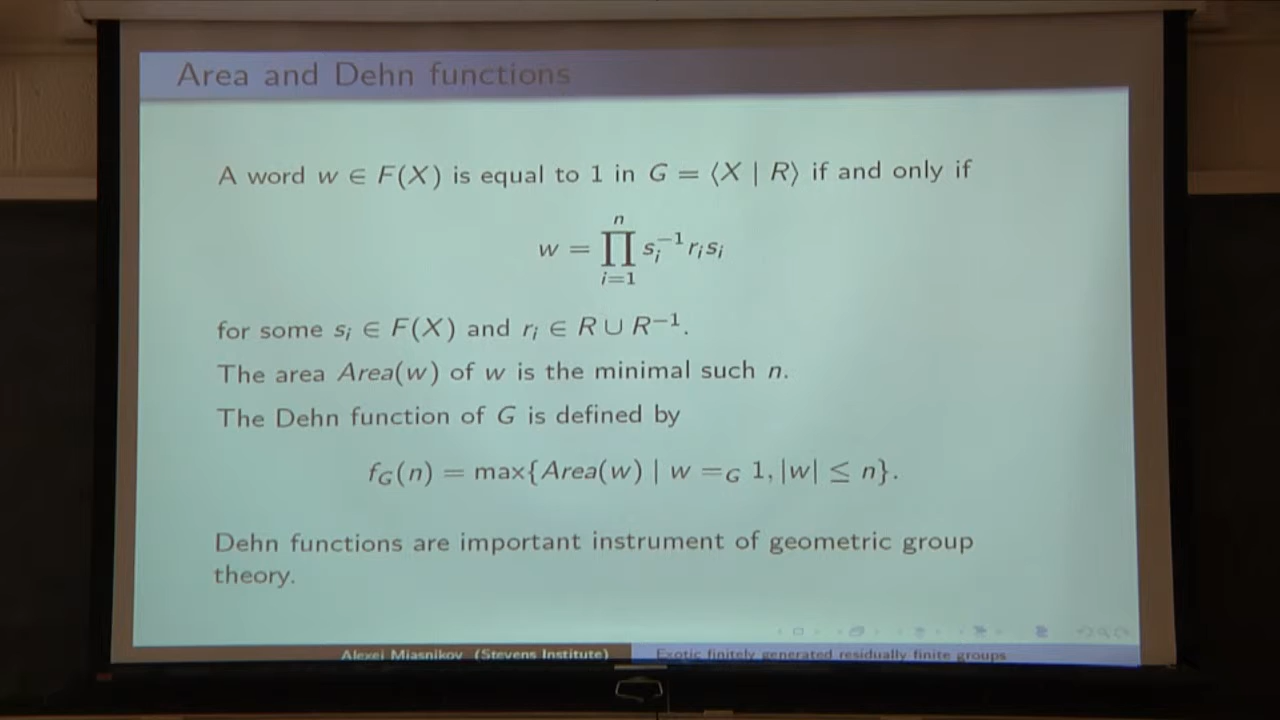 Area and Dehn functions
A word w ∈ F(X) is equal to 1 in G = ⟨X | R⟩ if and only if
w = ∏_{i=1}^{n} s_i^{-1} r_i s_i
for some s_i ∈ F(X) and r_i ∈ R ∪ R^{-1}.
The area Area(w) of w is the minimal such n.
The Dehn function of G is defined by
f_G(n) = max{Area(w) | w =_G 1, |w| ≤ n}.
Dehn functions are important instrument of geometric group
theory.
Alexei Miasnikov (Stevens Institute)
Exotic finitely generated residually finite groups